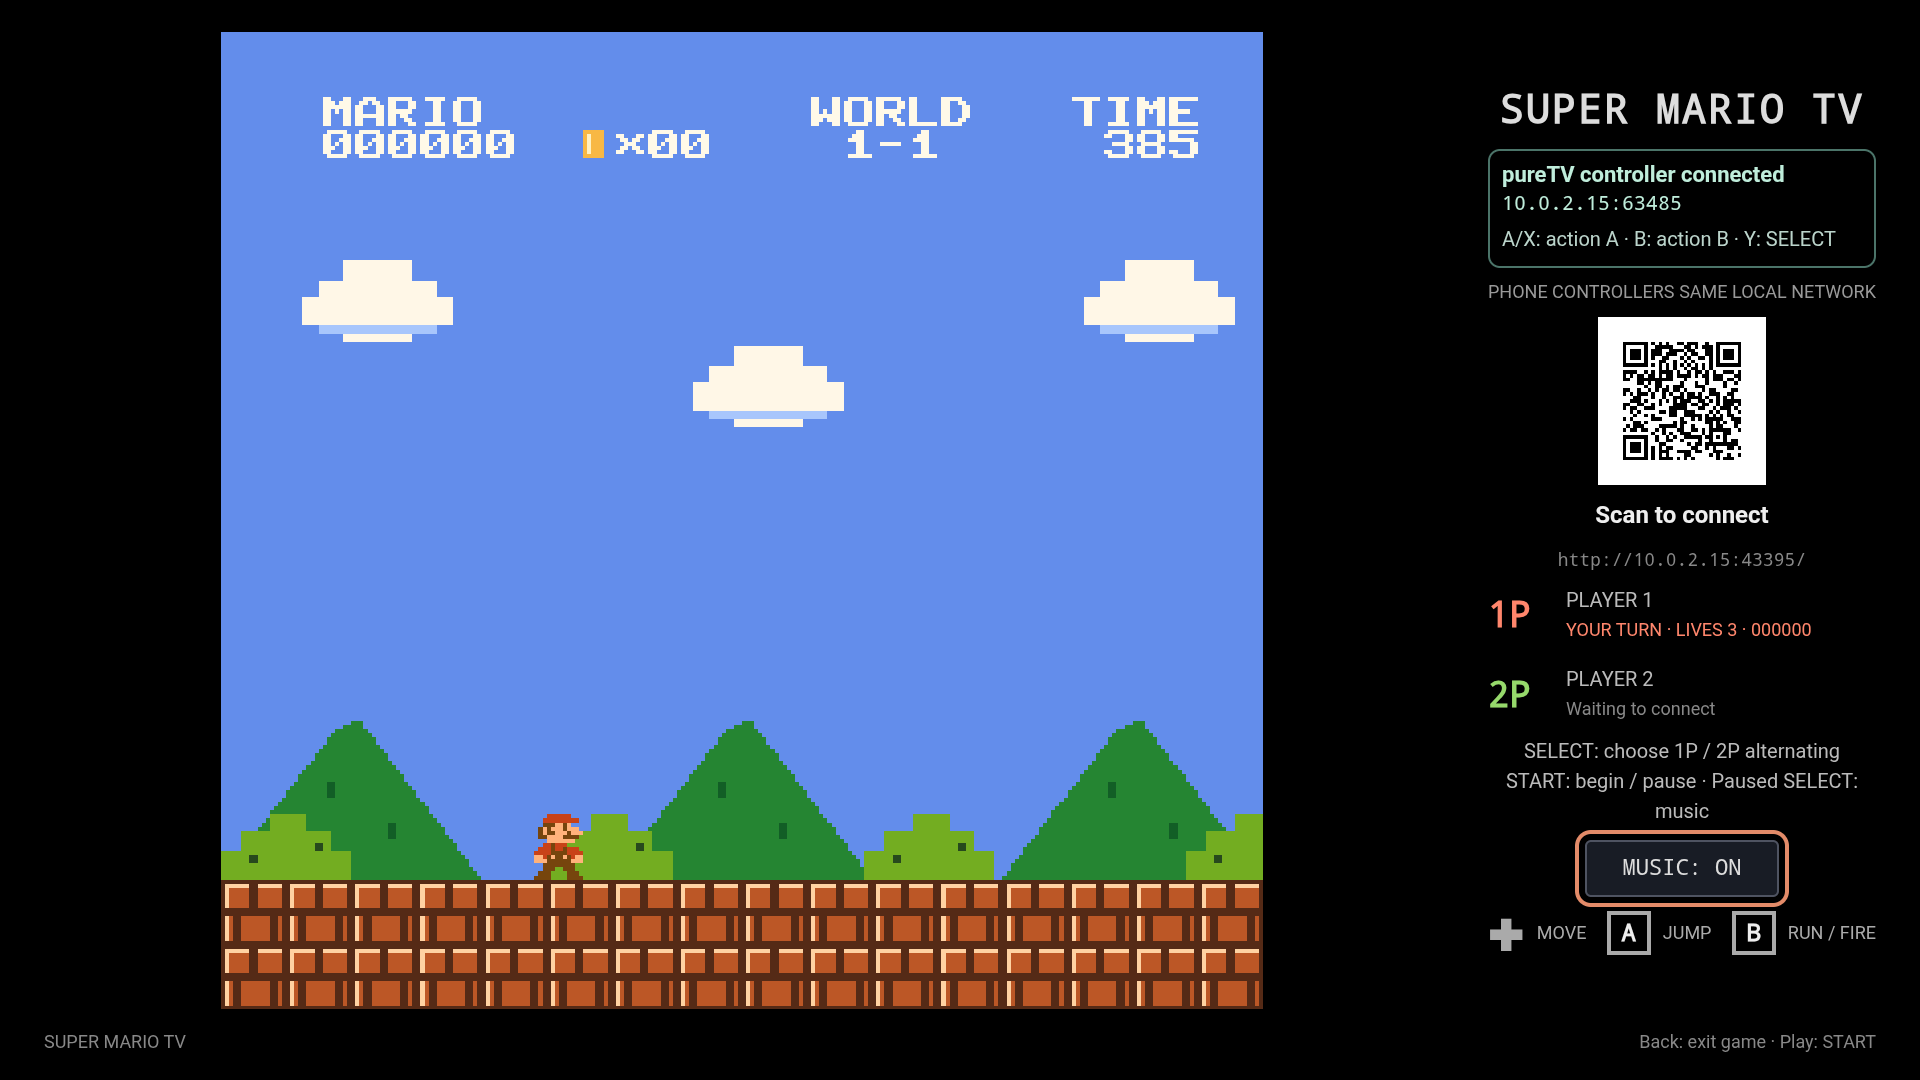 MARIO
000000
x00
WORLD
1-1
TIME
385
SUPER MARIO TV
pureTV controller connected
10.0.2.15:63485
A/X: action A · B: action B · Y: SELECT
PHONE CONTROLLERS SAME LOCAL NETWORK
Scan to connect
http://10.0.2.15:43395/
1P
PLAYER 1
YOUR TURN · LIVES 3 · 000000
2P
PLAYER 2
Waiting to connect
SELECT: choose 1P / 2P alternating
START: begin / pause · Paused SELECT:
music
MUSIC: ON
MOVE A JUMP B RUN / FIRE
SUPER MARIO TV
Back: exit game · Play: START